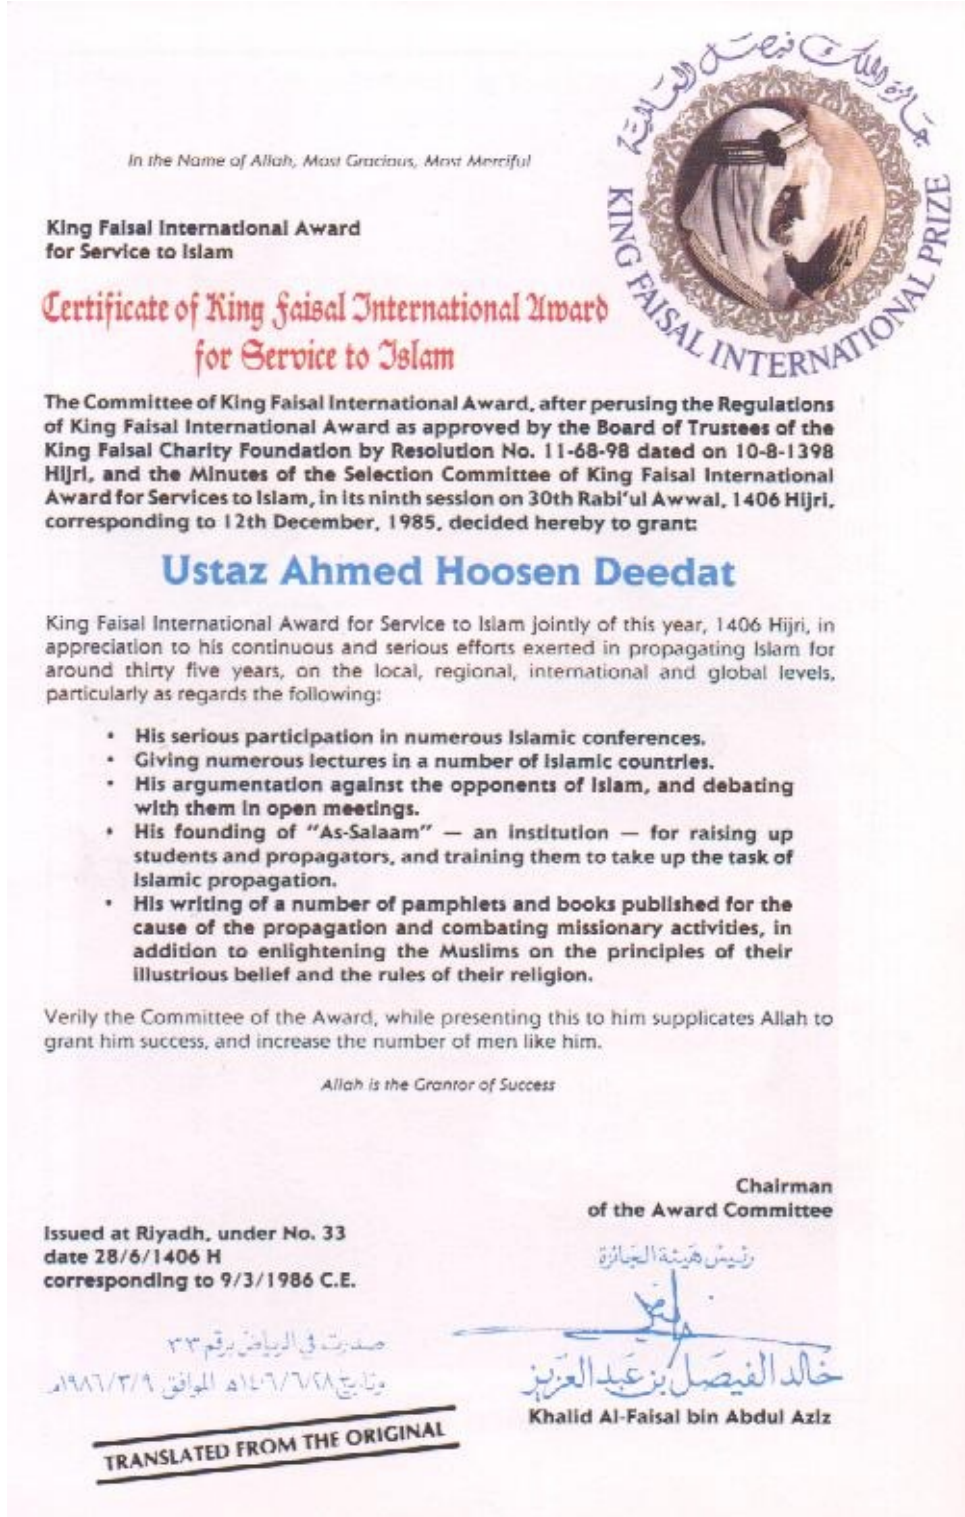 جائزة الملك فيصل العالمية
KING FAISAL INTERNATIONAL PRIZE
In the Name of Allah, Most Gracious, Most Merciful
King Faisal International Award
for Service to Islam
Certificate of King Faisal International Award
for Service to Islam
The Committee of King Faisal International Award, after perusing the Regulations
of King Faisal International Award as approved by the Board of Trustees of the
King Faisal Charity Foundation by Resolution No. 11-68-98 dated on 10-8-1398
Hijri, and the Minutes of the Selection Committee of King Faisal International
Award for Services to Islam, in its ninth session on 30th Rabi'ul Awwal, 1406 Hijri,
corresponding to 12th December, 1985, decided hereby to grant:
Ustaz Ahmed Hoosen Deedat
King Faisal International Award for Service to Islam jointly of this year, 1406 Hijri, in
appreciation to his continuous and serious efforts exerted in propagating Islam for
around thirty five years, on the local, regional, international and global levels,
particularly as regards the following:
• His serious participation in numerous Islamic conferences.
• Giving numerous lectures in a number of Islamic countries.
• His argumentation against the opponents of Islam, and debating
with them in open meetings.
• His founding of "As-Salaam" — an institution — for raising up
students and propagators, and training them to take up the task of
Islamic propagation.
• His writing of a number of pamphlets and books published for the
cause of the propagation and combating missionary activities, in
addition to enlightening the Muslims on the principles of their
illustrious belief and the rules of their religion.
Verily the Committee of the Award, while presenting this to him supplicates Allah to
grant him success, and increase the number of men like him.
Allah is the Grantor of Success
Chairman
of the Award Committee
Issued at Riyadh, under No. 33
date 28/6/1406 H
corresponding to 9/3/1986 C.E.
رئيس هيئة الجائزة
صدرت في الرياض برقم ٣٣
وتاريخ ١٤٠٦/٦/٢٨هـ الموافق ١٩٨٦/٣/٩م
خالد الفيصل بن عبد العزيز
Khalid Al-Faisal bin Abdul Aziz
TRANSLATED FROM THE ORIGINAL